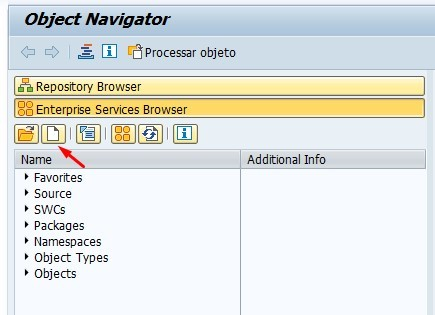 Object Navigator
Processar objeto
Repository Browser
Enterprise Services Browser
Name Additional Info
Favorites
Source
SWCs
Packages
Namespaces
Object Types
Objects